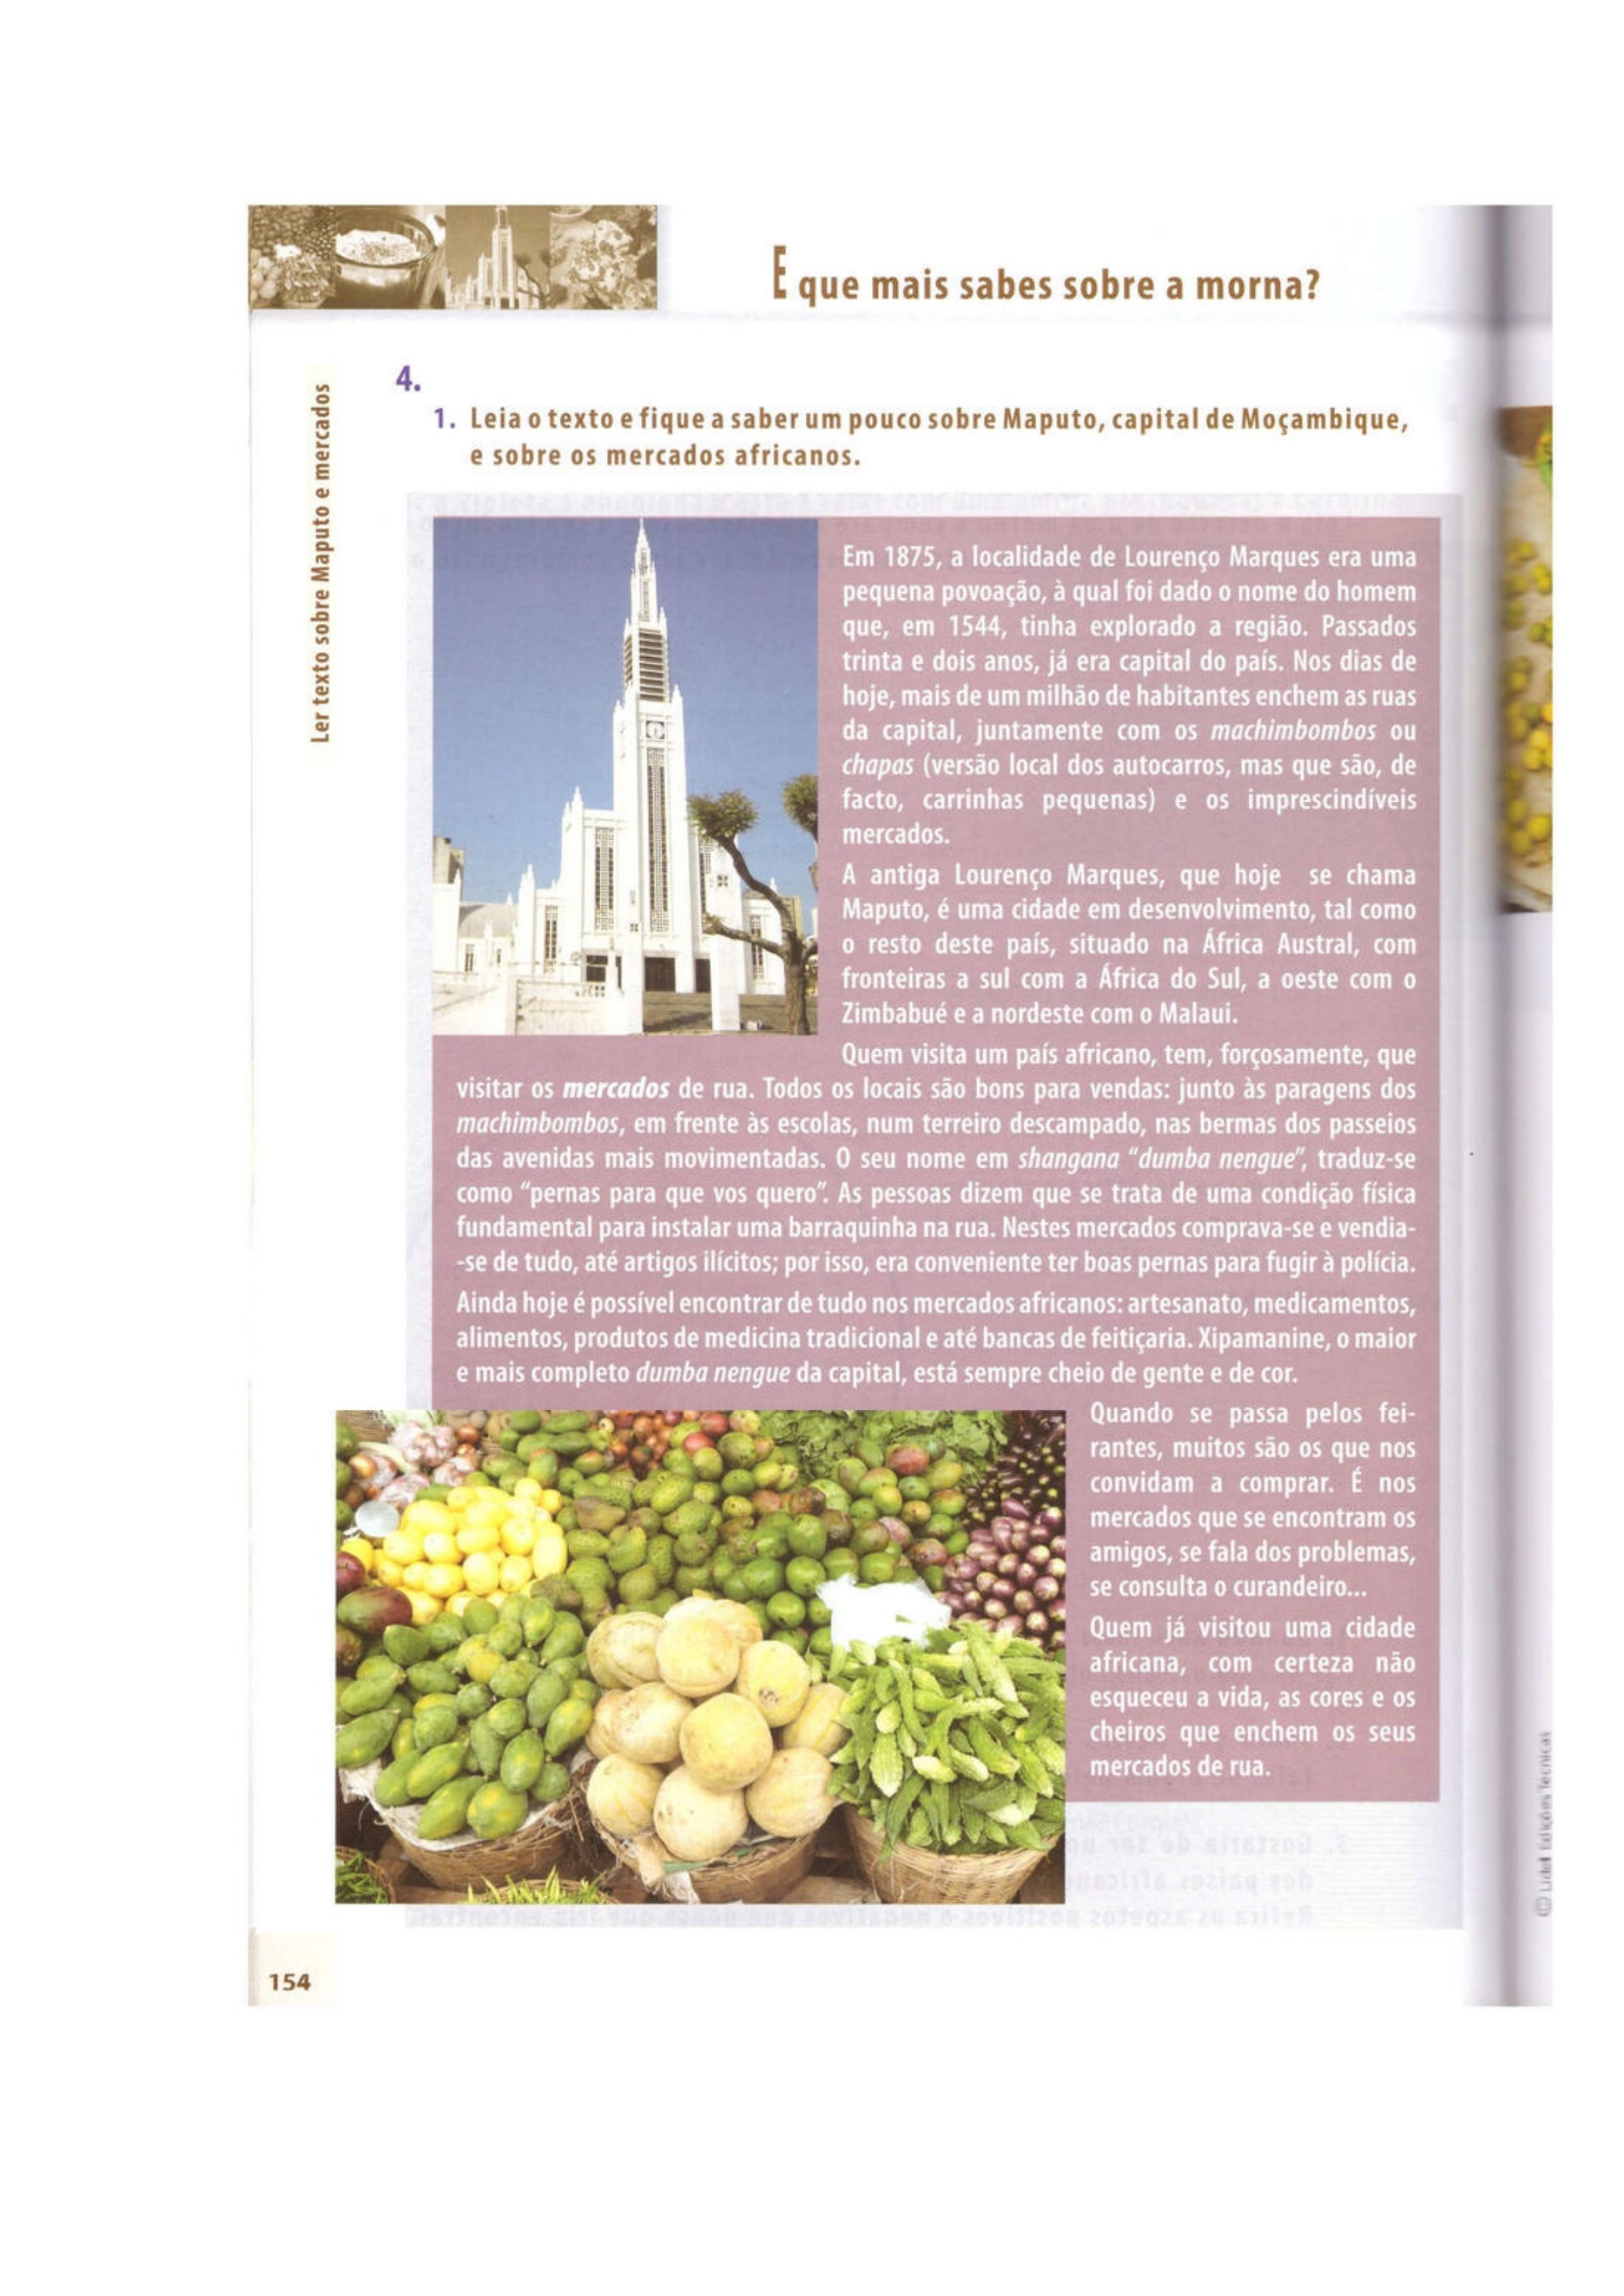 E que mais sabes sobre a morna?
Ler texto sobre Maputo e mercados
4.
1. Leia o texto e fique a saber um pouco sobre Maputo, capital de Moçambique,
e sobre os mercados africanos.
Em 1875, a localidade de Lourenço Marques era uma
pequena povoação, à qual foi dado o nome do homem
que, em 1544, tinha explorado a região. Passados
trinta e dois anos, já era capital do país. Nos dias de
hoje, mais de um milhão de habitantes enchem as ruas
da capital, juntamente com os machimbombos ou
chapas (versão local dos autocarros, mas que são, de
facto, carrinhas pequenas) e os imprescindíveis
mercados.
A antiga Lourenço Marques, que hoje se chama
Maputo, é uma cidade em desenvolvimento, tal como
o resto deste país, situado na África Austral, com
fronteiras a sul com a África do Sul, a oeste com o
Zimbabué e a nordeste com o Malaui.
Quem visita um país africano, tem, forçosamente, que
visitar os mercados de rua. Todos os locais são bons para vendas: junto às paragens dos
machimbombos, em frente às escolas, num terreiro descampado, nas bermas dos passeios
das avenidas mais movimentadas. O seu nome em shangana "dumba nengue", traduz-se
como "pernas para que vos quero". As pessoas dizem que se trata de uma condição física
fundamental para instalar uma barraquinha na rua. Nestes mercados comprava-se e vendia-
-se de tudo, até artigos ilícitos; por isso, era conveniente ter boas pernas para fugir à polícia.
Ainda hoje é possível encontrar de tudo nos mercados africanos: artesanato, medicamentos,
alimentos, produtos de medicina tradicional e até bancas de feitiçaria. Xipamanine, o maior
e mais completo dumba nengue da capital, está sempre cheio de gente e de cor.
Quando se passa pelos fei-
rantes, muitos são os que nos
convidam a comprar. É nos
mercados que se encontram os
amigos, se fala dos problemas,
se consulta o curandeiro...
Quem já visitou uma cidade
africana, com certeza não
esqueceu a vida, as cores e os
cheiros que enchem os seus
mercados de rua.
© Lidel Edições Técnicas
154